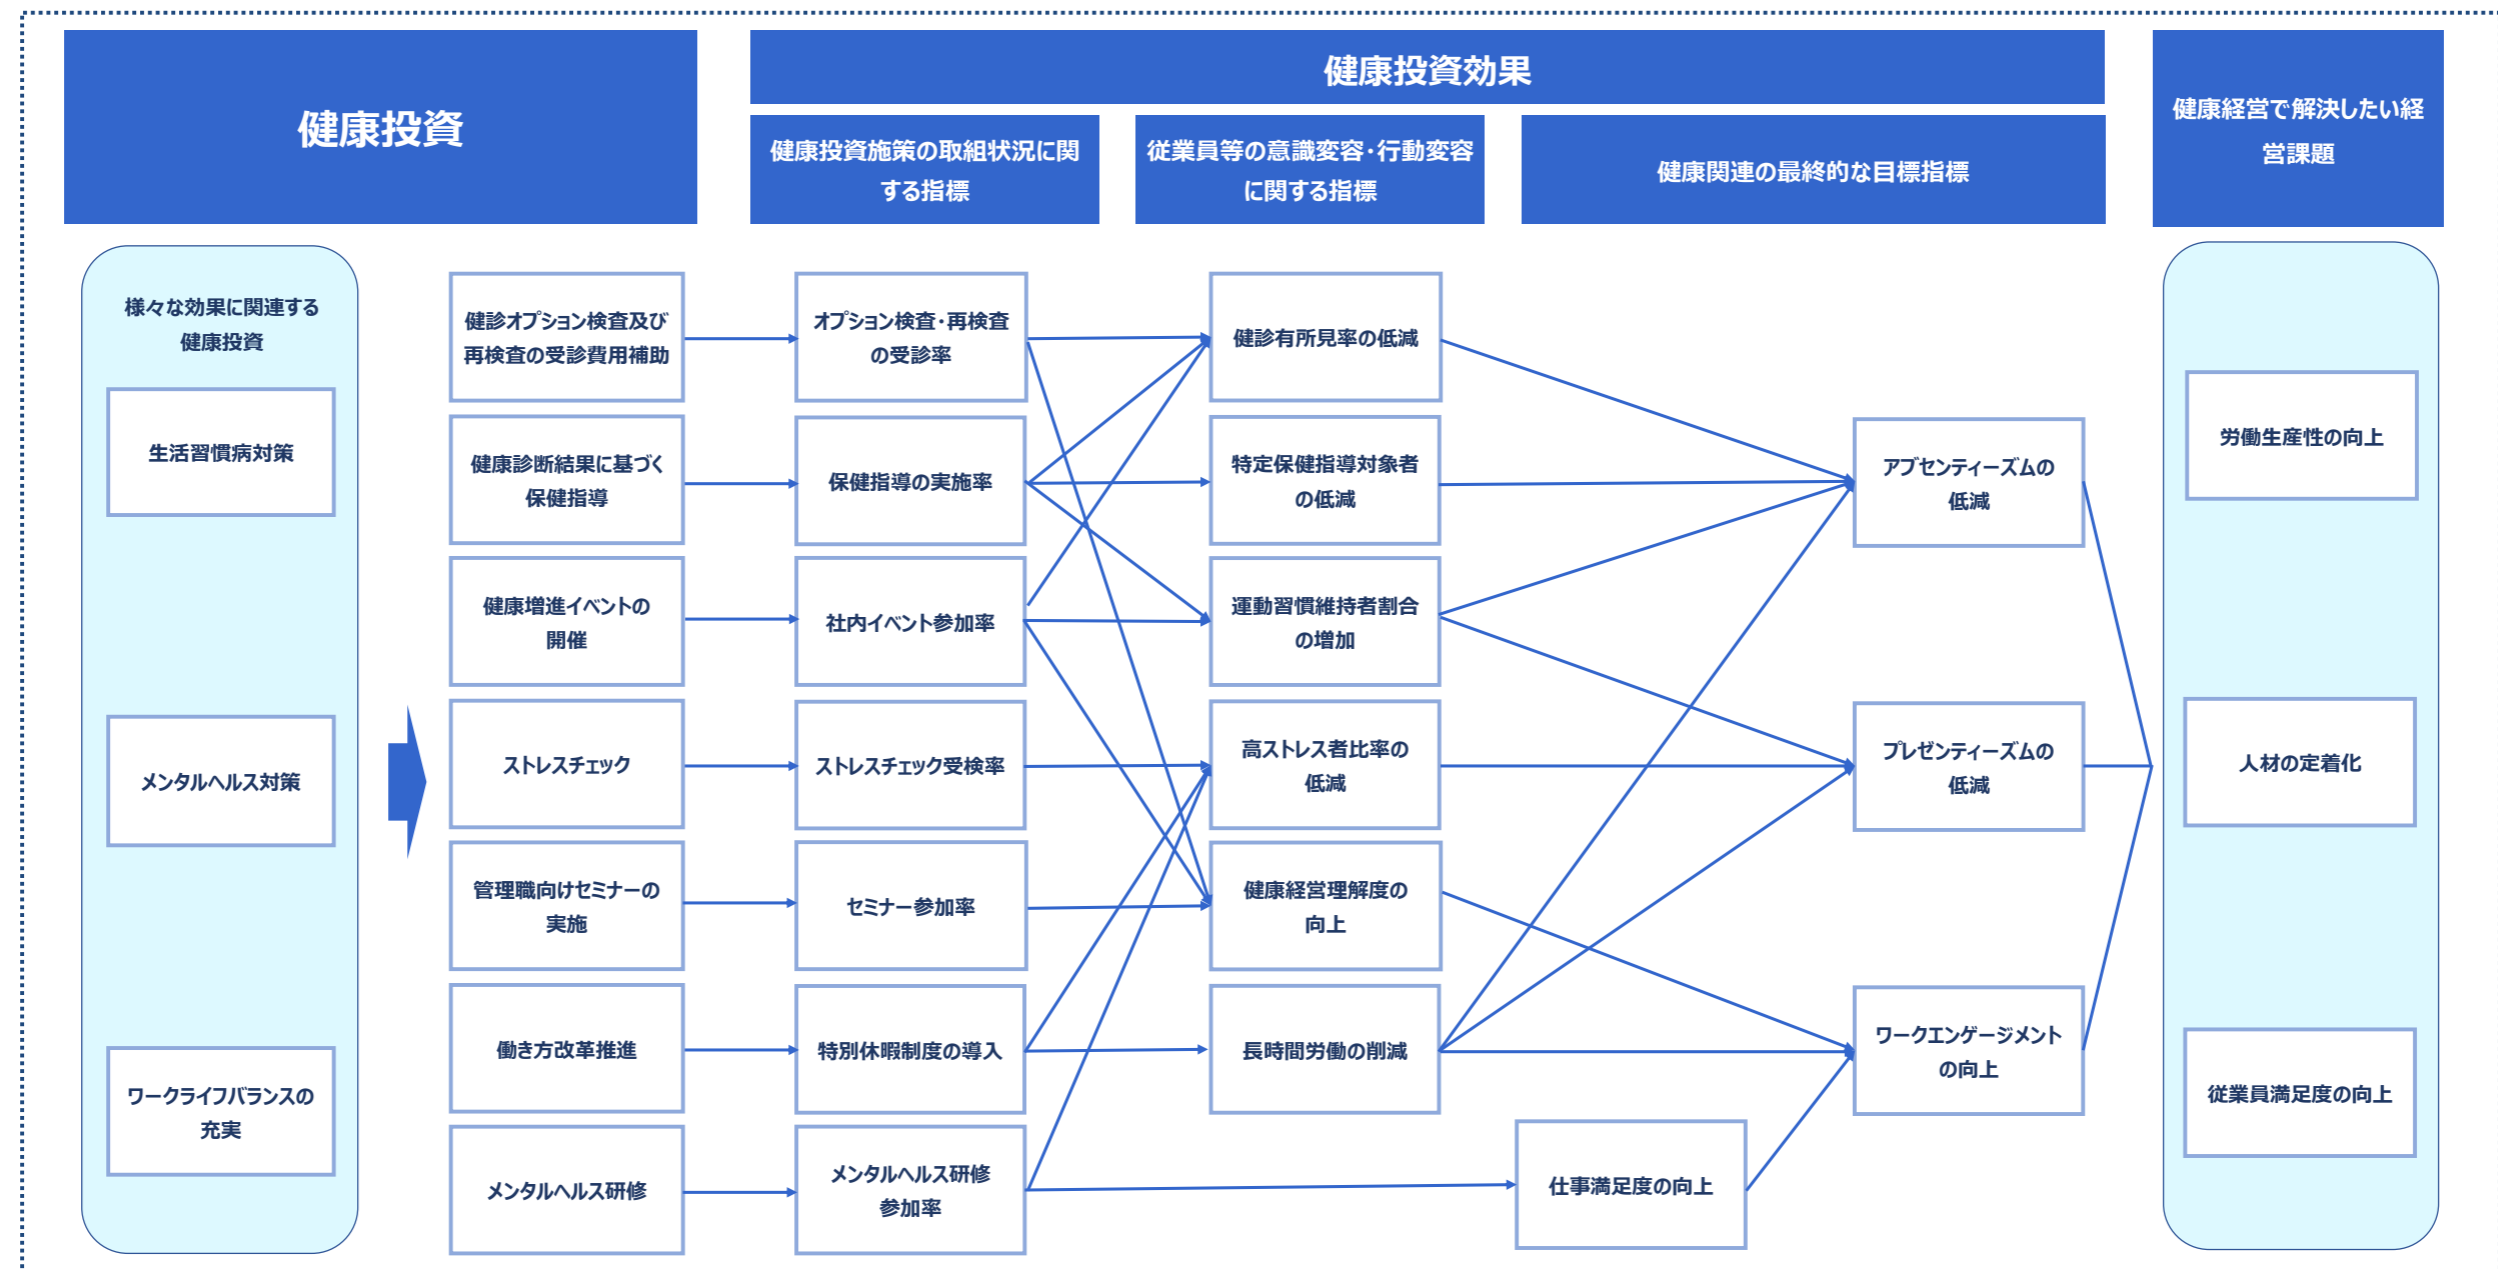 健康投資
健康投資効果
健康投資施策の取組状況に関
する指標
従業員等の意識変容・行動変容
に関する指標
健康関連の最終的な目標指標
健康経営で解決したい経
営課題
様々な効果に関連する
健康投資
生活習慣病対策
メンタルヘルス対策
ワークライフバランスの
充実
健診オプション検査及び
再検査の受診費用補助
健康診断結果に基づく
保健指導
健康増進イベントの
開催
ストレスチェック
管理職向けセミナーの
実施
働き方改革推進
メンタルヘルス研修
オプション検査・再検査
の受診率
保健指導の実施率
社内イベント参加率
ストレスチェック受検率
セミナー参加率
特別休暇制度の導入
メンタルヘルス研修
参加率
健診有所見率の低減
特定保健指導対象者
の低減
運動習慣維持者割合
の増加
高ストレス者比率の
低減
健康経営理解度の
向上
長時間労働の削減
仕事満足度の向上
アブセンティーズムの
低減
プレゼンティーズムの
低減
ワークエンゲージメント
の向上
労働生産性の向上
人材の定着化
従業員満足度の向上